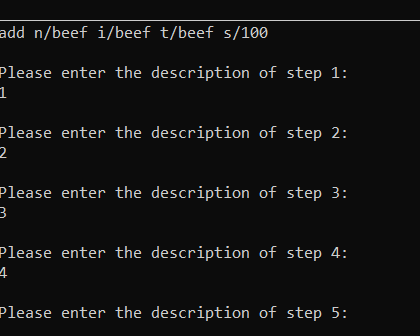 add n/beef i/beef t/beef s/100
Please enter the description of step 1:
1
Please enter the description of step 2:
2
Please enter the description of step 3:
3
Please enter the description of step 4:
4
Please enter the description of step 5: